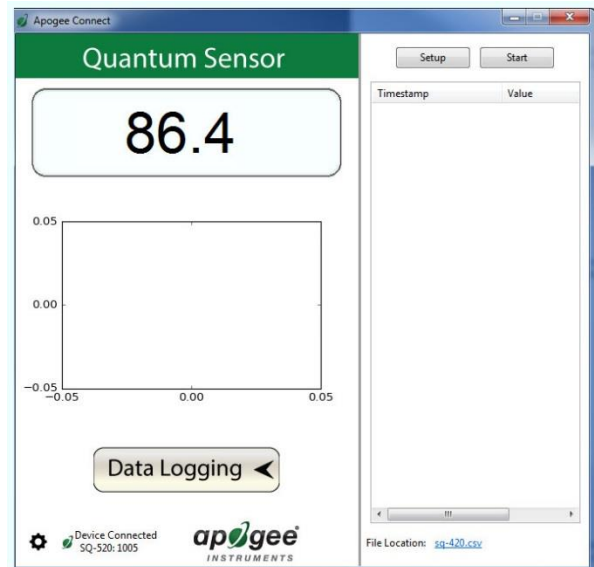 Apogee Connect
Quantum Sensor
86.4
0.05
0.00
−0.05
−0.05 0.00 0.05
Data Logging
Device Connected
SQ-520: 1005
apogee
INSTRUMENTS
Setup Start
Timestamp Value
File Location: sq-420.csv